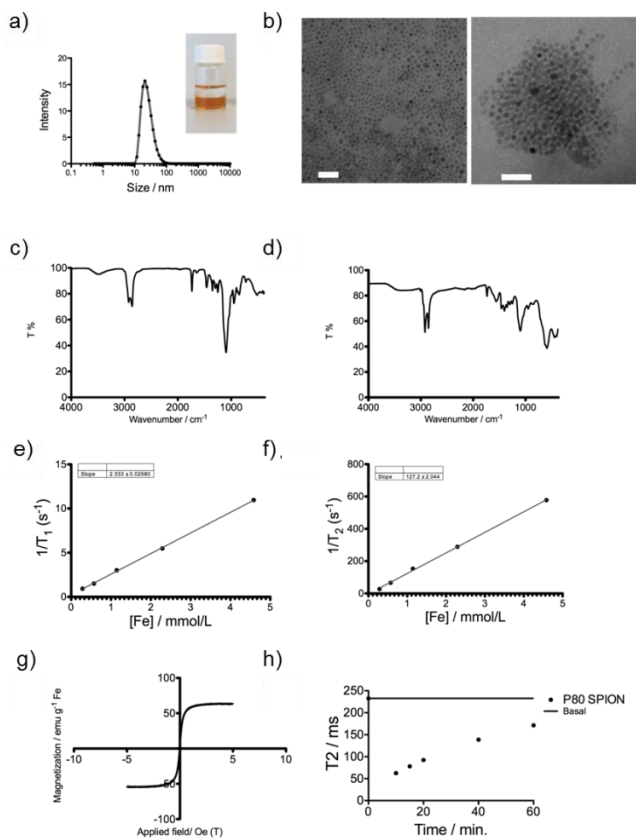 a)
Intensity
20
15
10
5
0
0.1 1 10 100 1000 10000
Size / nm
b)
c)
T %
100
80
60
40
20
0
4000 3000 2000 1000
Wavenumber / cm-1
d)
T %
100
80
60
40
20
0
4000 3000 2000 1000
Wavenumber / cm-1
e)
1/T1 (s-1)
15
10
5
0
Slope 2.333 ± 0.02680
0 1 2 3 4 5
[Fe] / mmol/L
f)
1/T2 (s-1)
800
600
400
200
0
Slope 127.2 ± 2.044
0 1 2 3 4 5
[Fe] / mmol/L
g)
Magnetization / emu g-1 Fe
100
50
-50
-100
-10 -5 5 10
Applied field/ Oe (T)
h)
T2 / ms
250
200
150
100
50
0
0 20 40 60
Time / min.
P80 SPION
Basal